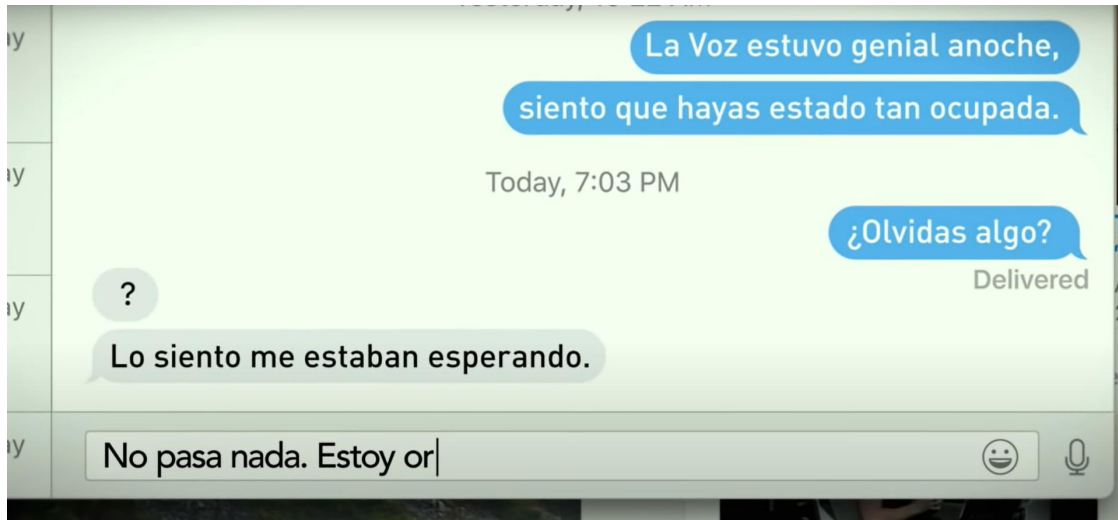 La Voz estuvo genial anoche,
siento que hayas estado tan ocupada.
Today, 7:03 PM
¿Olvidas algo?
Delivered
?
Lo siento me estaban esperando.
No pasa nada. Estoy or